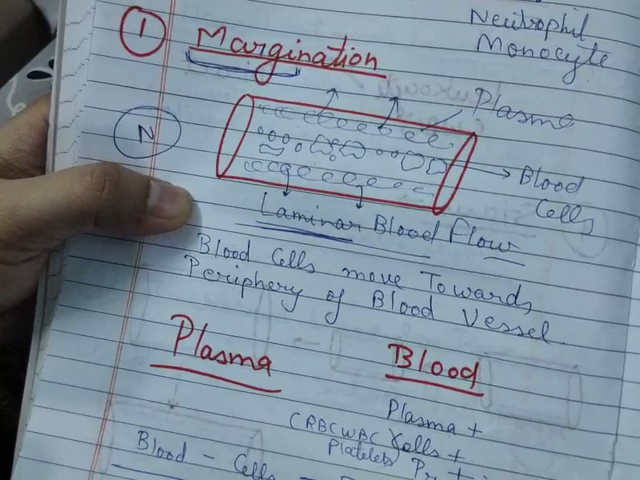 Neutrophil
Monocyte
1 Margination
Plasma
N
Blood
Cells
Laminar Blood Flow
Blood Cells move Towards
Periphery of Blood Vessel
Plasma
Blood
Plasma +
(RBC WBC) Cells +
Platelets
Blood - Cells